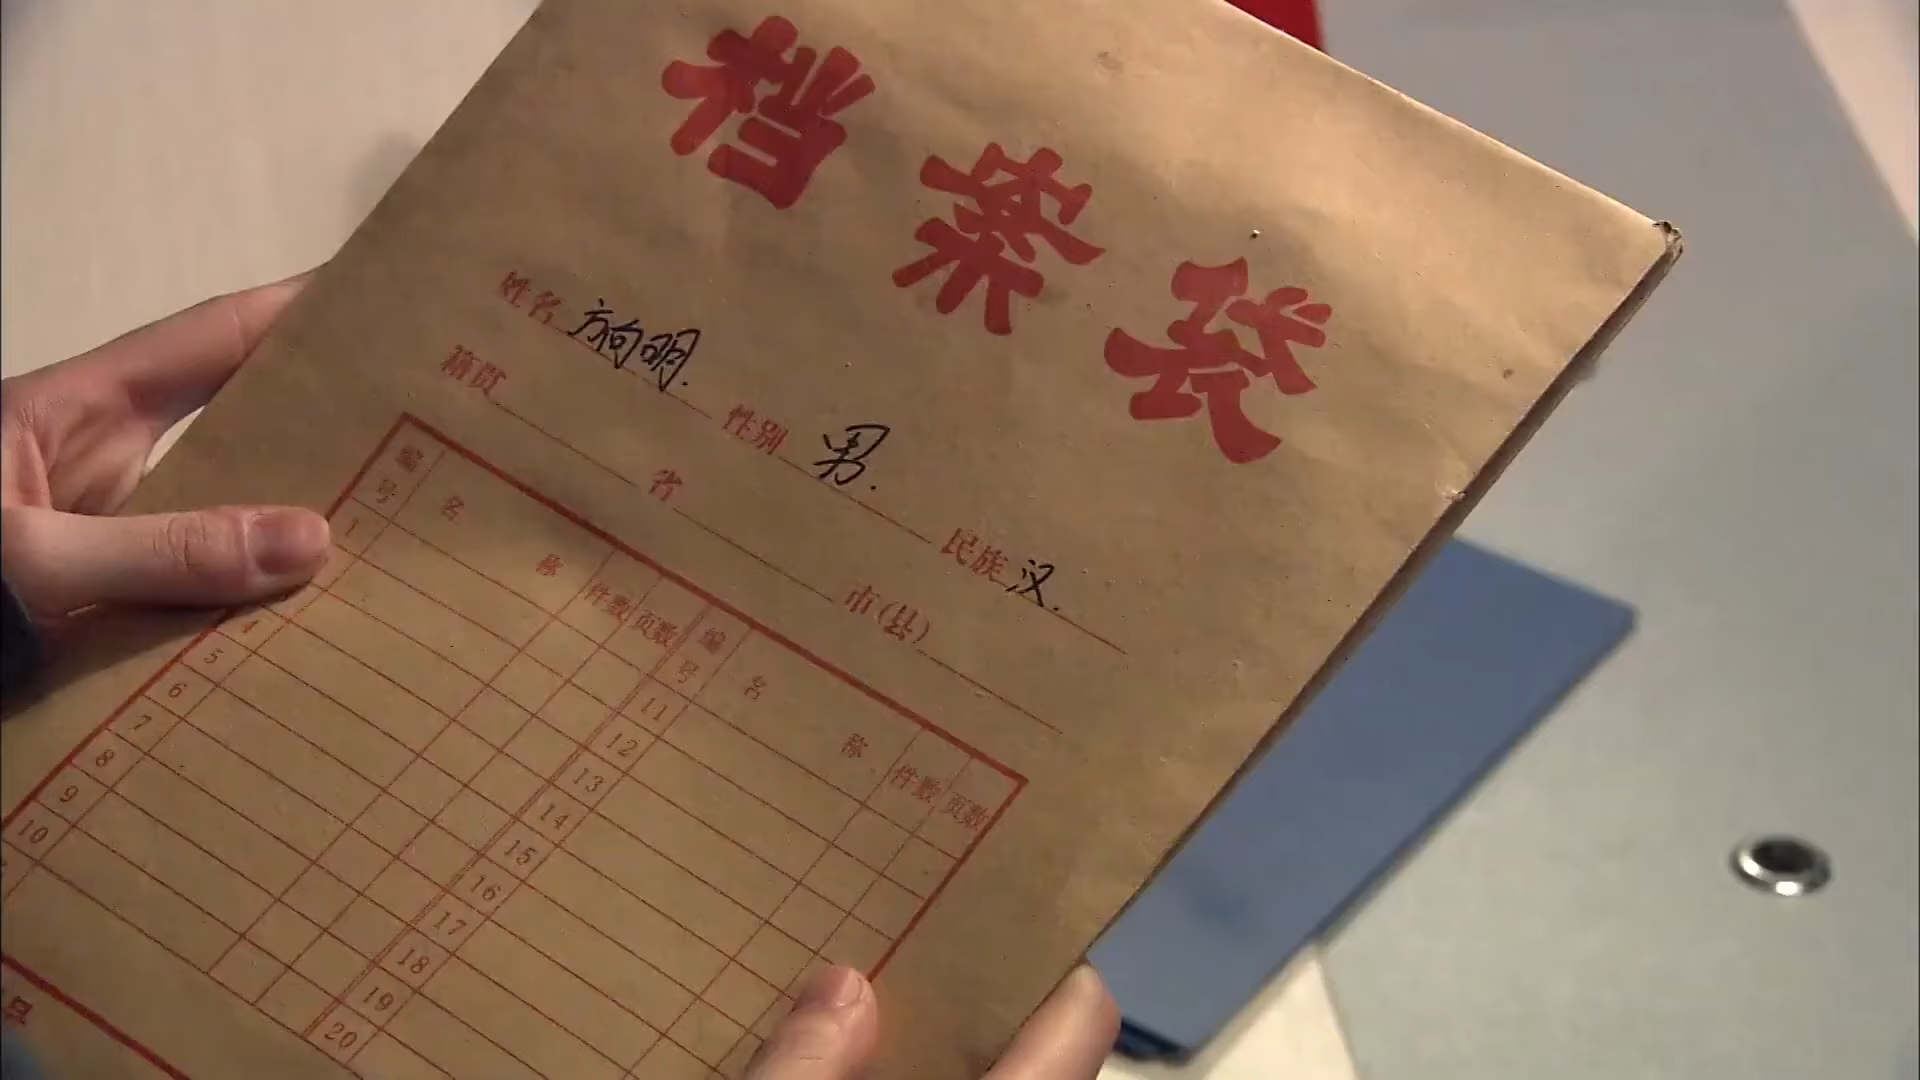 档案袋
姓名 方向明. 性别 男. 民族 汉.
籍贯 省 市(县)
编号 名称 件数 页数 编号 名称 件数 页数
1 11
12
13
4 14
5 15
6 16
7 17
8 18
9 19
10 20